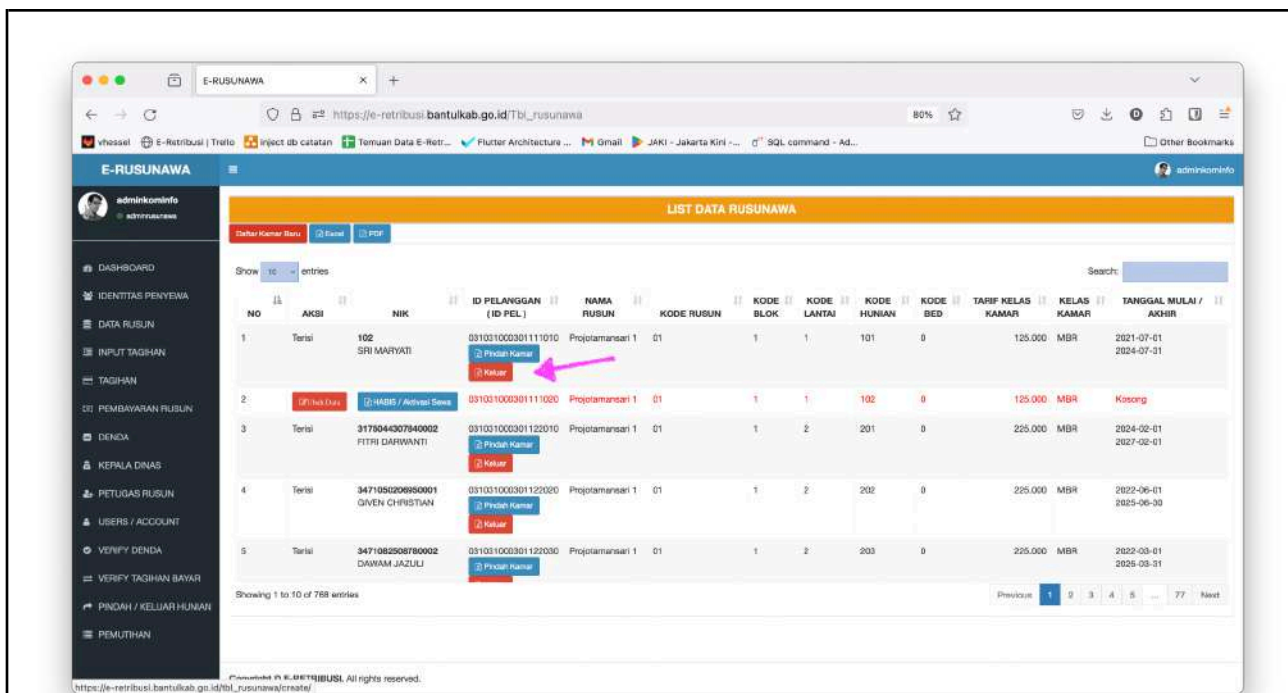 E-RUSUNAWA
https://e-retribusi.bantulkab.go.id/Tbl_rusunawa
80%
vhessel E-Retribusi | Trello Inject db catatan Temuan Data E-Retr... Flutter Architecture ... Gmail JAKI - Jakarta Kini -... SQL command - Ad... Other Bookmarks
E-RUSUNAWA
adminkominfo
adminkominfo
adminrusunawa
LIST DATA RUSUNAWA
Daftar Kamar Baru Excel PDF
Show 10 entries
Search:
NO AKSI NIK ID PELANGGAN ( ID PEL ) NAMA RUSUN KODE RUSUN KODE BLOK KODE LANTAI KODE HUNIAN KODE BED TARIF KELAS KAMAR KELAS KAMAR TANGGAL MULAI / AKHIR
1 Terisi 102 031031000301111010 Projotamansari 1 01 1 1 101 0 125.000 MBR 2021-07-01
SRI MARYATI Pindah Kamar 2024-07-31
Keluar
2 HABIS / Aktivasi Sewa 031031000301111020 Projotamansari 1 01 1 1 102 0 125.000 MBR Kosong
3 Terisi 3175044307840002 031031000301122010 Projotamansari 1 01 1 2 201 0 225.000 MBR 2024-02-01
FITRI DARWANTI Pindah Kamar 2027-02-01
Keluar
4 Terisi 3471050206950001 031031000301122020 Projotamansari 1 01 1 2 202 0 225.000 MBR 2022-06-01
GIVEN CHRISTIAN Pindah Kamar 2025-06-30
Keluar
5 Terisi 3471082508780002 031031000301122030 Projotamansari 1 01 1 2 203 0 225.000 MBR 2022-03-01
DAWAM JAZULI Pindah Kamar 2025-03-31
Showing 1 to 10 of 768 entries
Previous 1 2 3 4 5 ... 77 Next
DASHBOARD
IDENTITAS PENYEWA
DATA RUSUN
INPUT TAGIHAN
TAGIHAN
PEMBAYARAN RUSUN
DENDA
KEPALA DINAS
PETUGAS RUSUN
USERS / ACCOUNT
VERIFY DENDA
VERIFY TAGIHAN BAYAR
PINDAH / KELUAR HUNIAN
PEMUTIHAN
E-RETRIBUSI. All rights reserved.
https://e-retribusi.bantulkab.go.id/tbl_rusunawa/create/